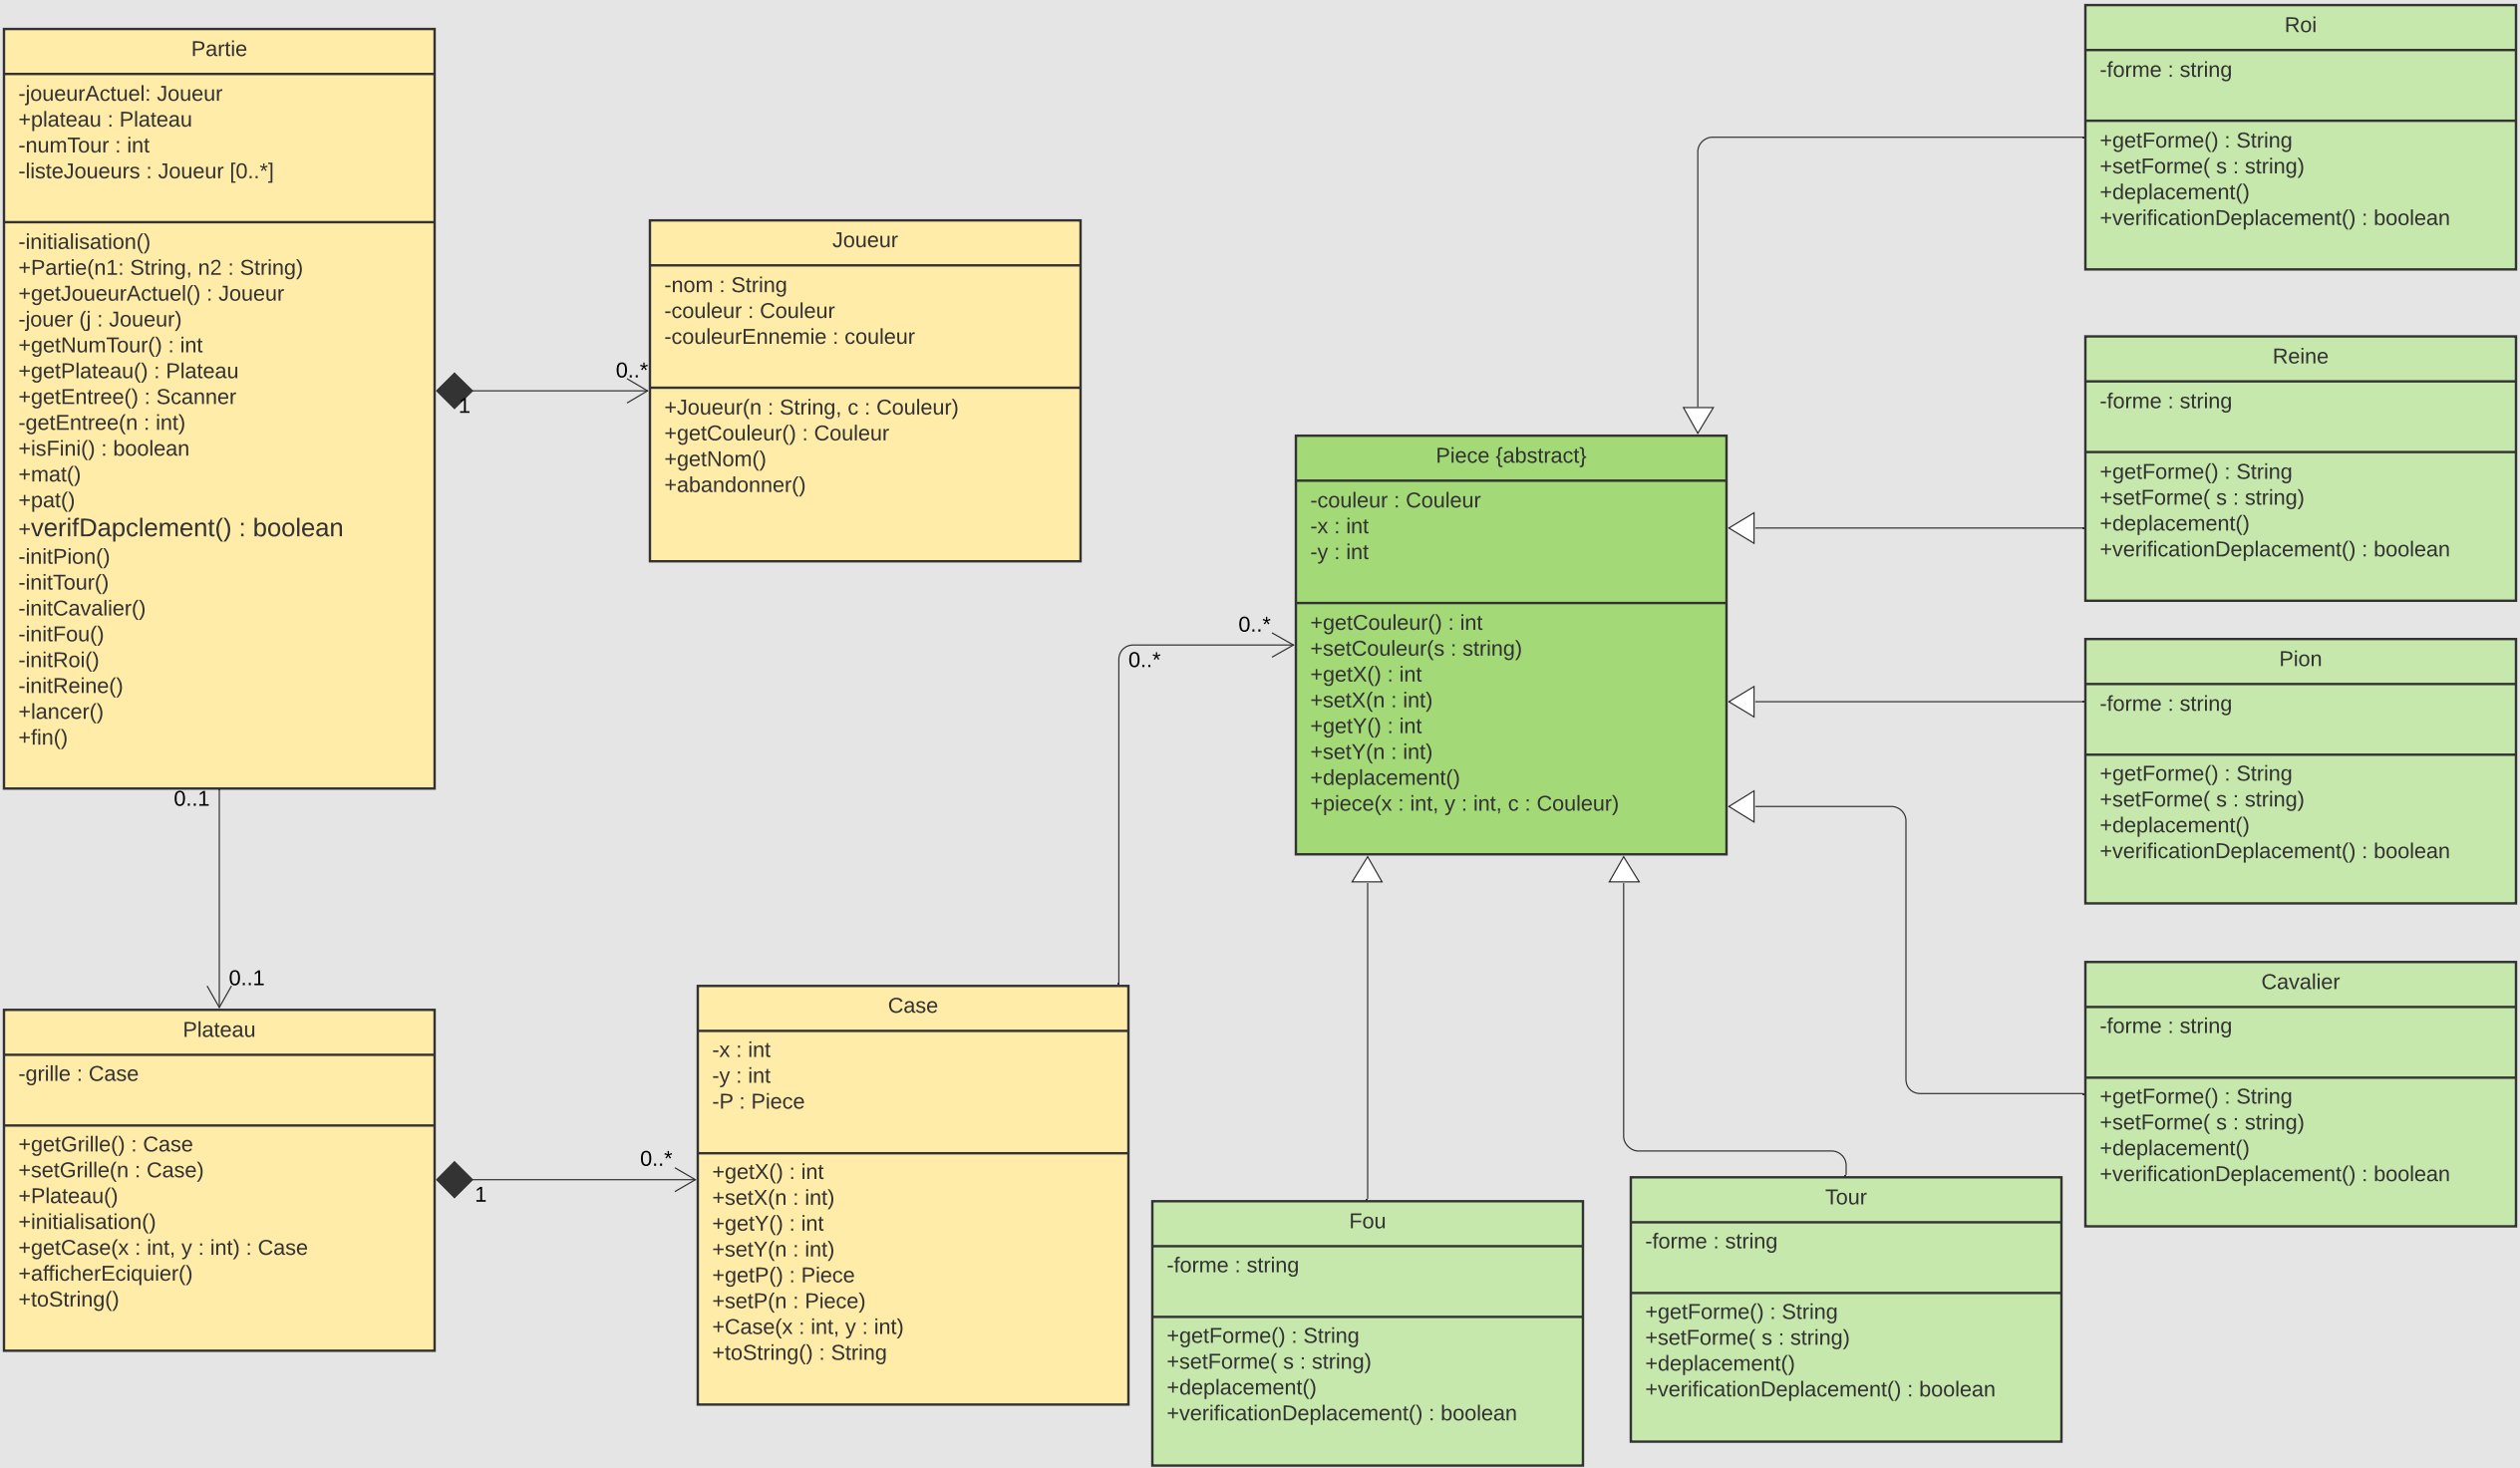 Partie
-joueurActuel: Joueur
+plateau : Plateau
-numTour : int
-listeJoueurs : Joueur [0..*]
-initialisation()
+Partie(n1: String, n2 : String)
+getJoueurActuel() : Joueur
-jouer (j : Joueur)
+getNumTour() : int
+getPlateau() : Plateau
+getEntree() : Scanner
-getEntree(n : int)
+isFini() : boolean
+mat()
+pat()
+verifDapclement() : boolean
-initPion()
-initTour()
-initCavalier()
-initFou()
-initRoi()
-initReine()
+lancer()
+fin()
1
0..*
Joueur
-nom : String
-couleur : Couleur
-couleurEnnemie : couleur
+Joueur(n : String, c : Couleur)
+getCouleur() : Couleur
+getNom()
+abandonner()
0..1
0..1
Plateau
-grille : Case
+getGrille() : Case
+setGrille(n : Case)
+Plateau()
+initialisation()
+getCase(x : int, y : int) : Case
+afficherEciquier()
+toString()
1
0..*
Case
-x : int
-y : int
-P : Piece
+getX() : int
+setX(n : int)
+getY() : int
+setY(n : int)
+getP() : Piece
+setP(n : Piece)
+Case(x : int, y : int)
+toString() : String
0..*
0..*
Piece {abstract}
-couleur : Couleur
-x : int
-y : int
+getCouleur() : int
+setCouleur(s : string)
+getX() : int
+setX(n : int)
+getY() : int
+setY(n : int)
+deplacement()
+piece(x : int, y : int, c : Couleur)
Roi
-forme : string
+getForme() : String
+setForme( s : string)
+deplacement()
+verificationDeplacement() : boolean
Reine
-forme : string
+getForme() : String
+setForme( s : string)
+deplacement()
+verificationDeplacement() : boolean
Pion
-forme : string
+getForme() : String
+setForme( s : string)
+deplacement()
+verificationDeplacement() : boolean
Cavalier
-forme : string
+getForme() : String
+setForme( s : string)
+deplacement()
+verificationDeplacement() : boolean
Tour
-forme : string
+getForme() : String
+setForme( s : string)
+deplacement()
+verificationDeplacement() : boolean
Fou
-forme : string
+getForme() : String
+setForme( s : string)
+deplacement()
+verificationDeplacement() : boolean